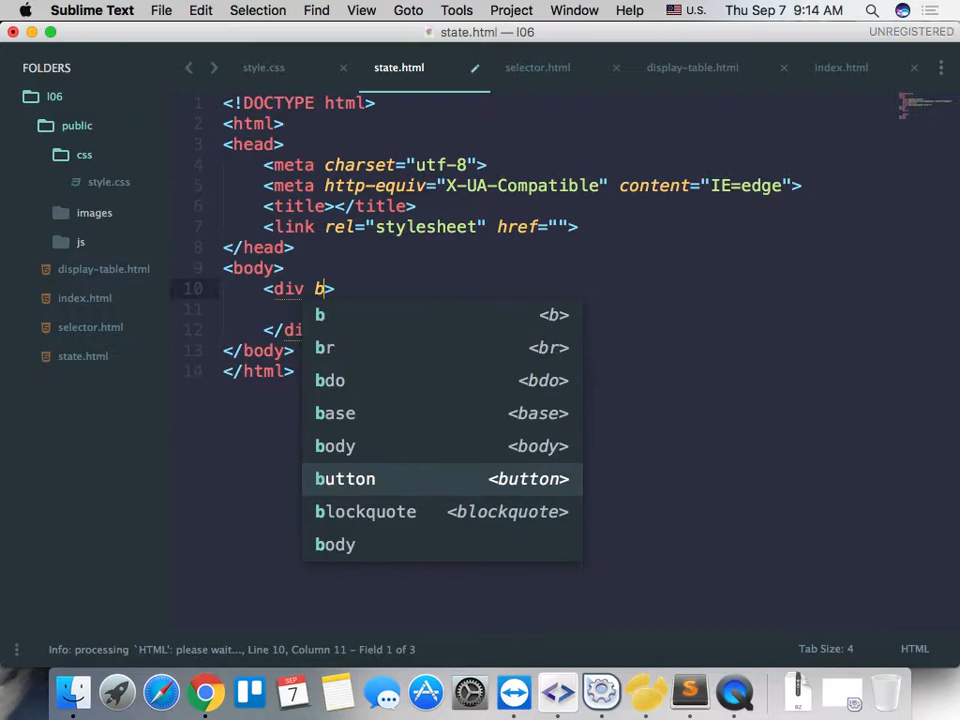 Sublime Text File Edit Selection Find View Goto Tools Project Window Help U.S. Thu Sep 7 9:14 AM
state.html — l06 UNREGISTERED
FOLDERS
l06
public
css
style.css
images
js
display-table.html
index.html
selector.html
state.html
style.css state.html selector.html display-table.html index.html
1 <!DOCTYPE html>
2 <html>
3 <head>
4 <meta charset="utf-8">
5 <meta http-equiv="X-UA-Compatible" content="IE=edge">
6 <title></title>
7 <link rel="stylesheet" href="">
8 </head>
9 <body>
10 <div b>
11
12 </di
13 </body>
14 </html>
b <b>
br <br>
bdo <bdo>
base <base>
body <body>
button <button>
blockquote <blockquote>
body
Info: processing `HTML': please wait..., Line 10, Column 11 - Field 1 of 3 Tab Size: 4 HTML
SEP
7